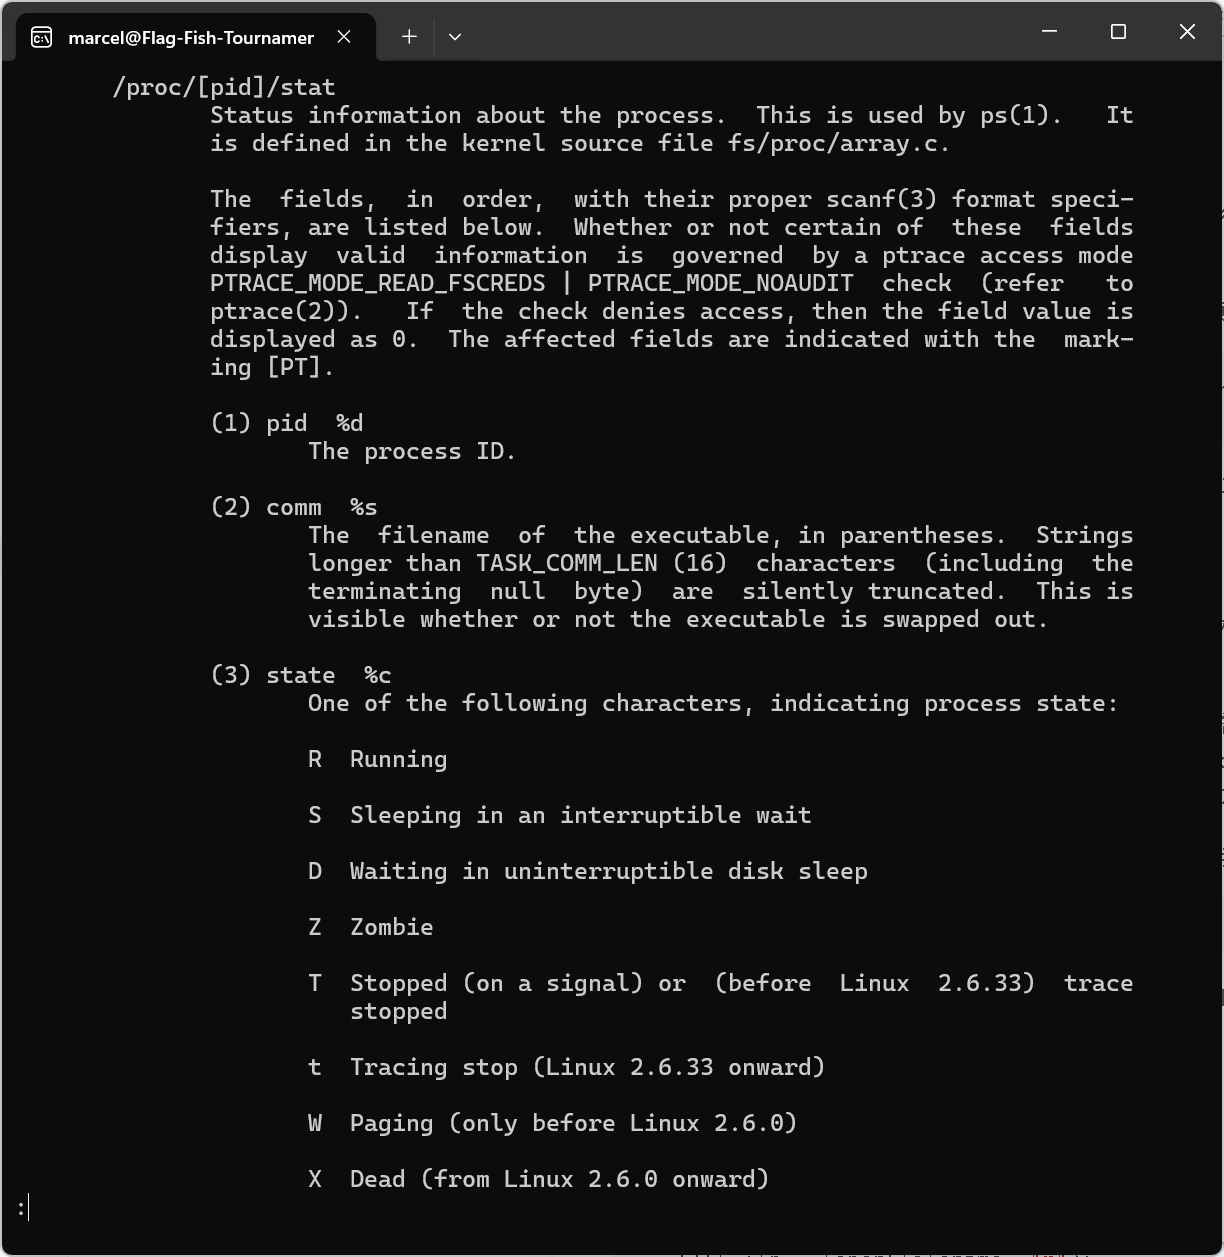 marcel@Flag-Fish-Tournamer
/proc/[pid]/stat
Status information about the process.  This is used by ps(1).   It
is defined in the kernel source file fs/proc/array.c.
The  fields,  in  order,  with their proper scanf(3) format speci-
fiers, are listed below.  Whether or not certain of  these  fields
display  valid  information  is  governed  by a ptrace access mode
PTRACE_MODE_READ_FSCREDS | PTRACE_MODE_NOAUDIT  check  (refer   to
ptrace(2)).   If  the check denies access, then the field value is
displayed as 0.  The affected fields are indicated with the  mark-
ing [PT].
(1) pid  %d
The process ID.
(2) comm  %s
The  filename  of  the executable, in parentheses.  Strings
longer than TASK_COMM_LEN (16)  characters  (including  the
terminating  null  byte)  are  silently truncated.  This is
visible whether or not the executable is swapped out.
(3) state  %c
One of the following characters, indicating process state:
R  Running
S  Sleeping in an interruptible wait
D  Waiting in uninterruptible disk sleep
Z  Zombie
T  Stopped (on a signal) or  (before  Linux  2.6.33)  trace
stopped
t  Tracing stop (Linux 2.6.33 onward)
W  Paging (only before Linux 2.6.0)
X  Dead (from Linux 2.6.0 onward)
: